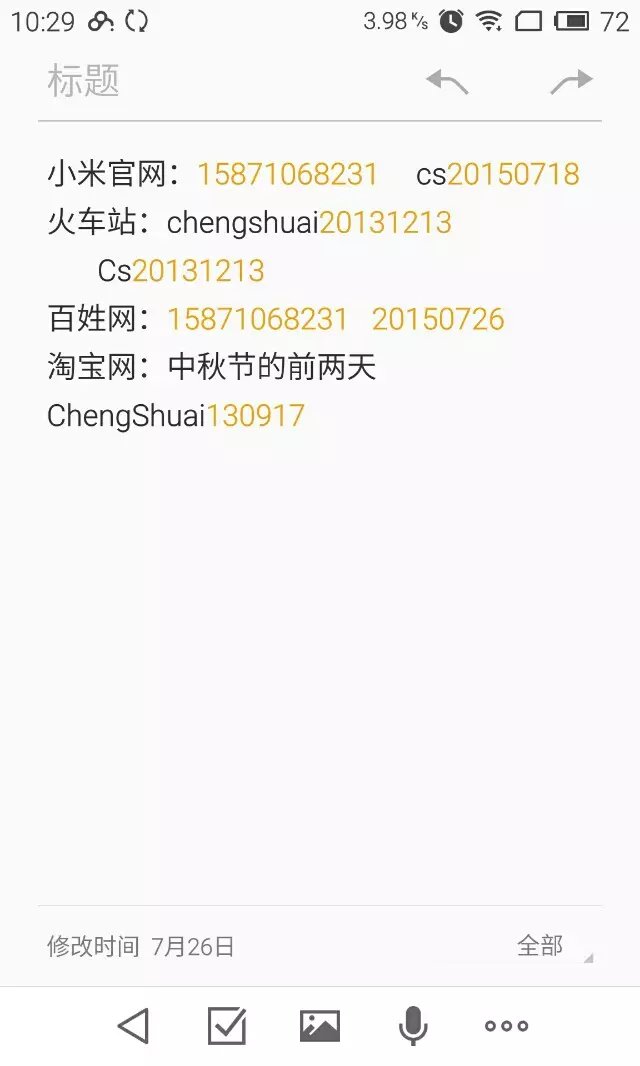 10:29 3.98 K/s 72
标题
小米官网：15871068231 cs20150718
火车站：chengshuai20131213
Cs20131213
百姓网：15871068231 20150726
淘宝网：中秋节的前两天
ChengShuai130917
修改时间 7月26日 全部